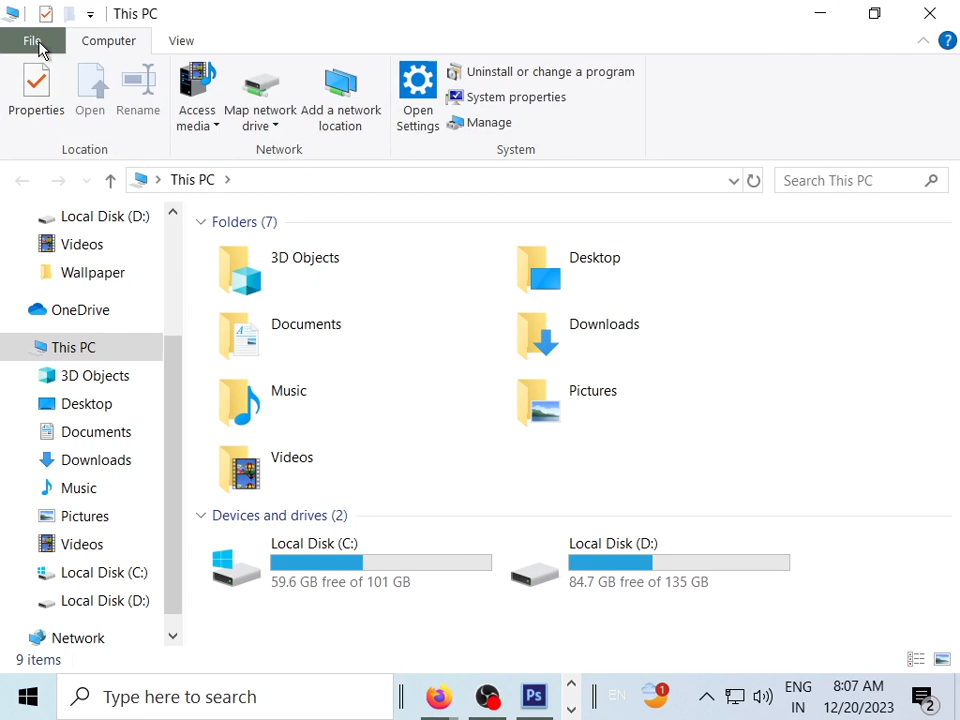 This PC
File
Computer
View
Properties
Open
Rename
Access media
Map network drive
Add a network location
Open Settings
Uninstall or change a program
System properties
Manage
Location
Network
System
This PC
Search This PC
Local Disk (D:)
Videos
Wallpaper
OneDrive
This PC
3D Objects
Desktop
Documents
Downloads
Music
Pictures
Videos
Local Disk (C:)
Local Disk (D:)
Network
Folders (7)
3D Objects
Desktop
Documents
Downloads
Music
Pictures
Videos
Devices and drives (2)
Local Disk (C:)
59.6 GB free of 101 GB
Local Disk (D:)
84.7 GB free of 135 GB
9 items
Type here to search
Ps
EN
1
ENG
IN
8:07 AM
12/20/2023
2